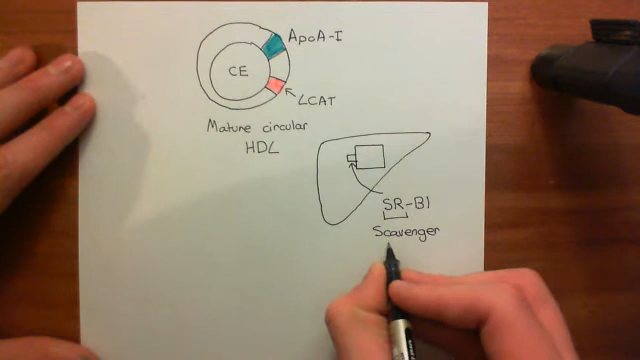 ApoA-I
CE
LCAT
Mature circular
HDL
SR-B1
Scavenger